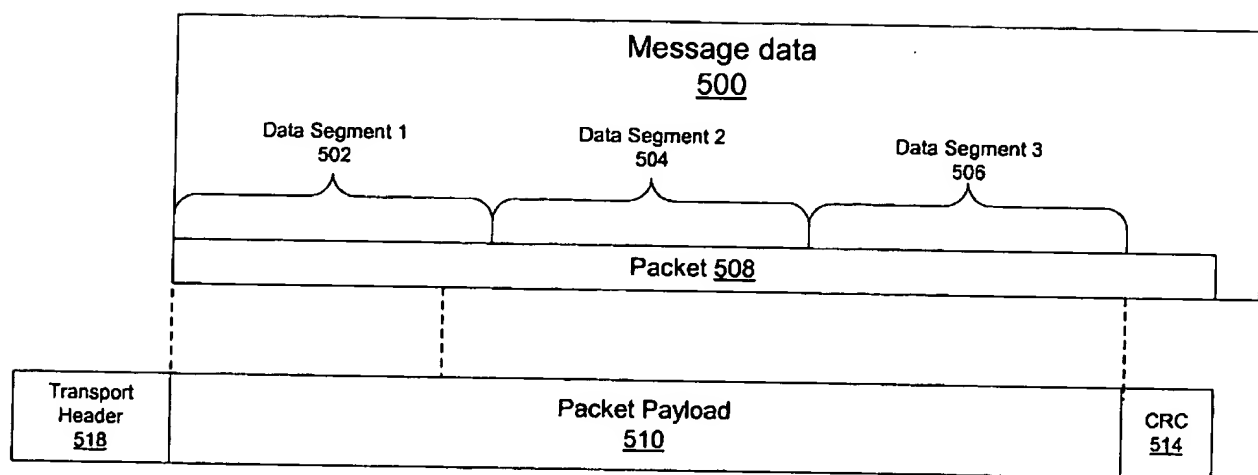 Message data
500
Data Segment 1
502
Data Segment 2
504
Data Segment 3
506
Packet 508
Transport
Header
518
Packet Payload
510
CRC
514